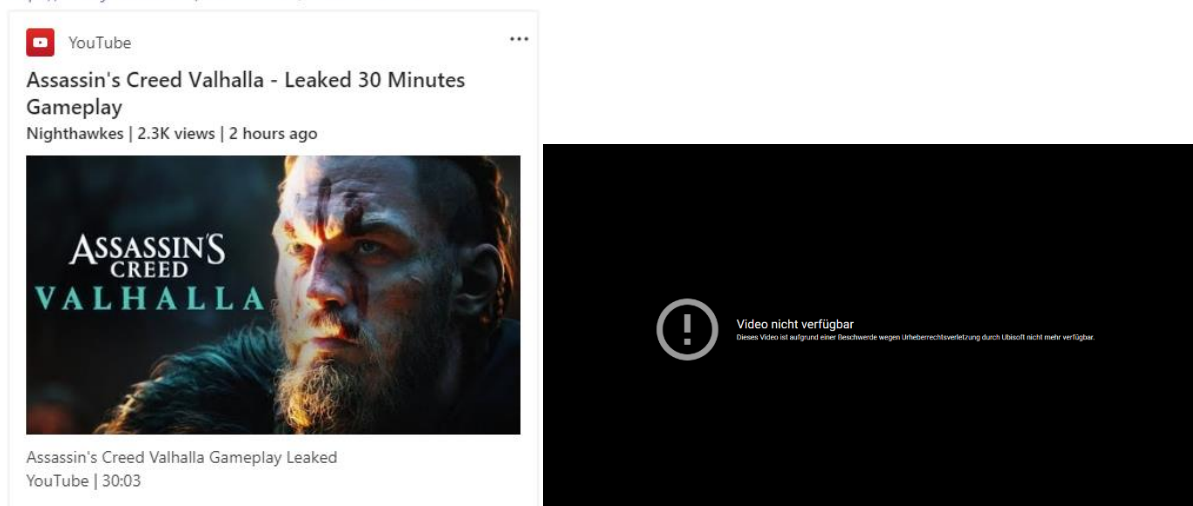 YouTube
Assassin's Creed Valhalla - Leaked 30 Minutes
Gameplay
Nighthawkes | 2.3K views | 2 hours ago
ASSASSIN'S
CREED
VALHALLA
Assassin's Creed Valhalla Gameplay Leaked
YouTube | 30:03
Video nicht verfügbar
Dieses Video ist aufgrund einer Beschwerde wegen Urheberrechtsverletzung durch Ubisoft nicht mehr verfügbar.